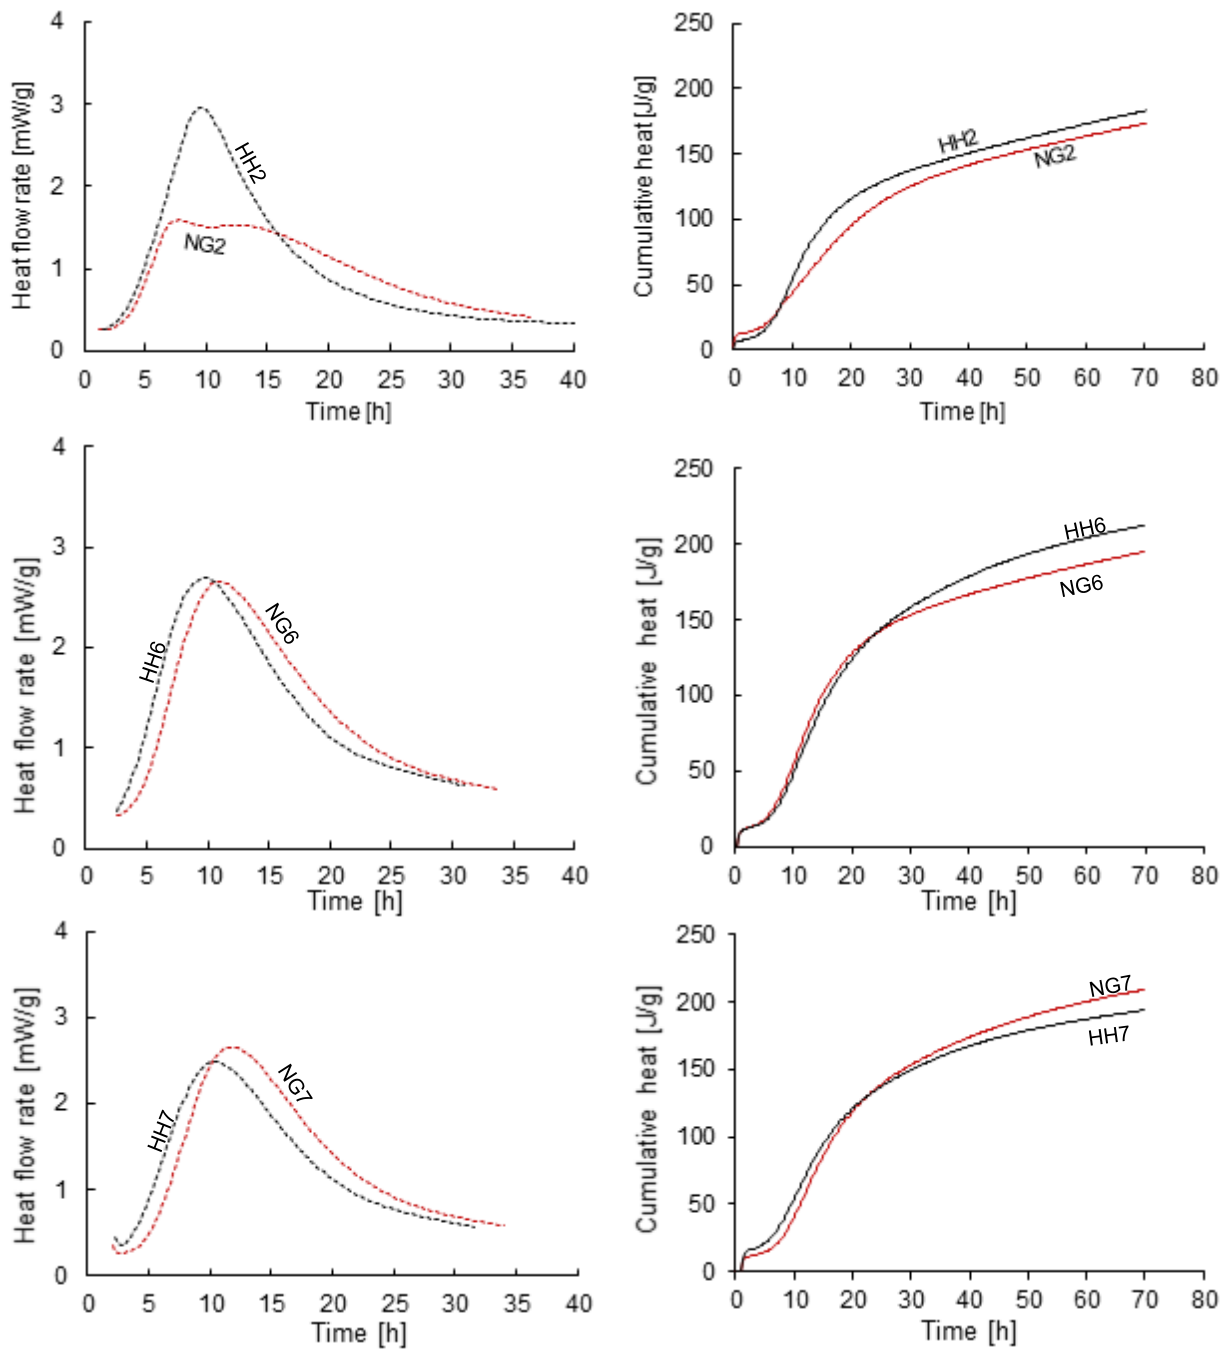 4
3
2
1
0
Heat flow rate [mW/g]
HH2
NG2
0 5 10 15 20 25 30 35 40
Time [h]
250
200
150
100
50
0
Cumulative heat [J/g]
HH2
NG2
0 10 20 30 40 50 60 70 80
Time [h]
4
3
2
1
0
Heat flow rate [mW/g]
HH6
NG6
0 5 10 15 20 25 30 35 40
Time [h]
250
200
150
100
50
0
Cumulative heat [J/g]
HH6
NG6
0 10 20 30 40 50 60 70 80
Time [h]
4
3
2
1
0
Heat flow rate [mW/g]
HH7
NG7
0 5 10 15 20 25 30 35 40
Time [h]
250
200
150
100
50
0
Cumulative heat [J/g]
NG7
HH7
0 10 20 30 40 50 60 70 80
Time [h]